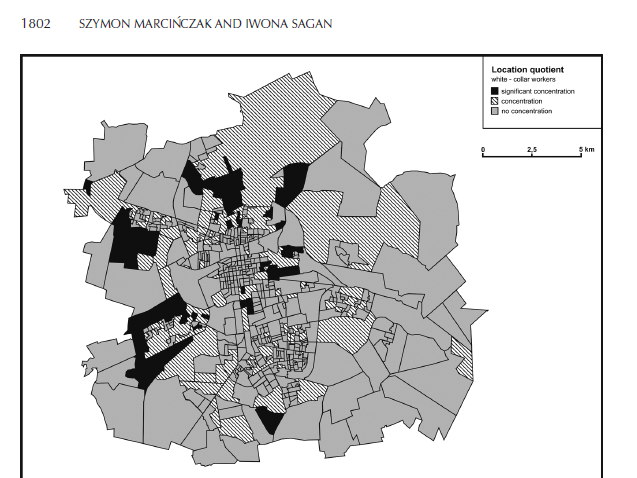 1802 SZYMON MARCIŃCZAK AND IWONA SAGAN
Location quotient
white - collar workers
significant concentration
concentration
no concentration
0 2,5 5 km